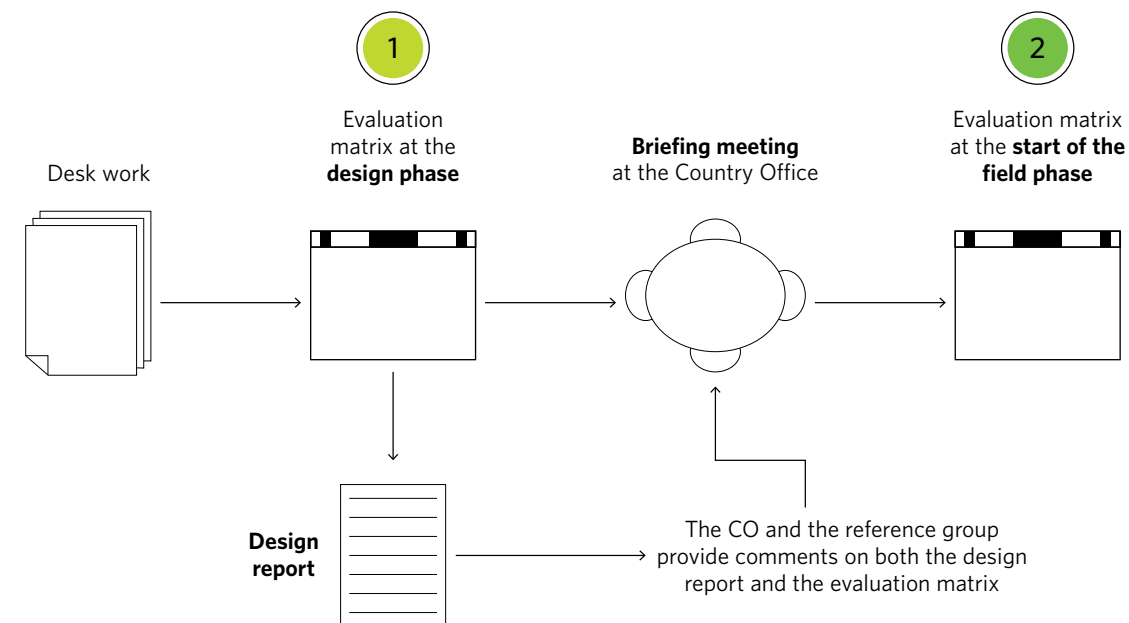 1
Evaluation
matrix at the
design phase
2
Evaluation matrix
at the start of the
field phase
Desk work
Briefing meeting
at the Country Office
Design
report
The CO and the reference group
provide comments on both the design
report and the evaluation matrix